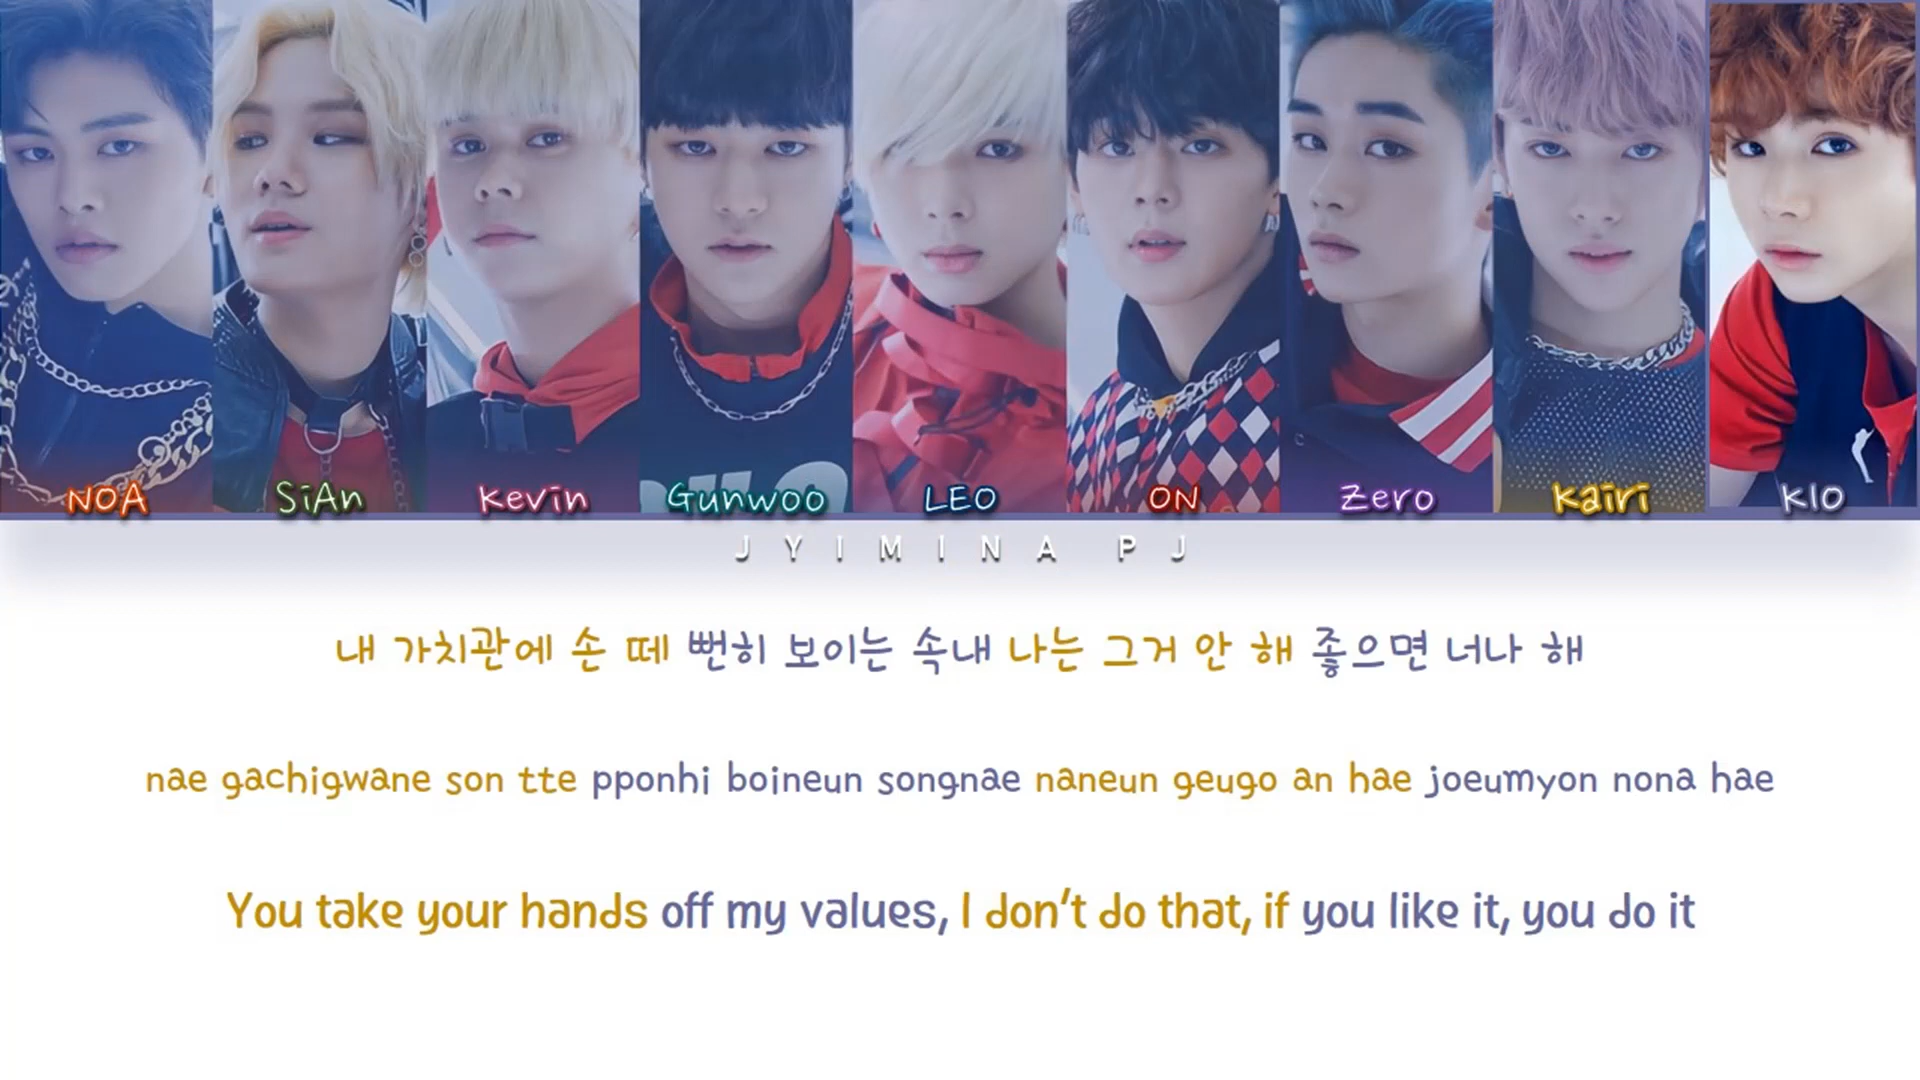 NOA SiAn Kevin Gunwoo LEO ON Zero Kairi KIO
JYIMINA PJ
내 가치관에 손 떼 뻔히 보이는 속내 나는 그거 안 해 좋으면 너나 해
nae gachigwane son tte pponhi boineun songnae naneun geugo an hae joeumyon nona hae
You take your hands off my values, I don't do that, if you like it, you do it